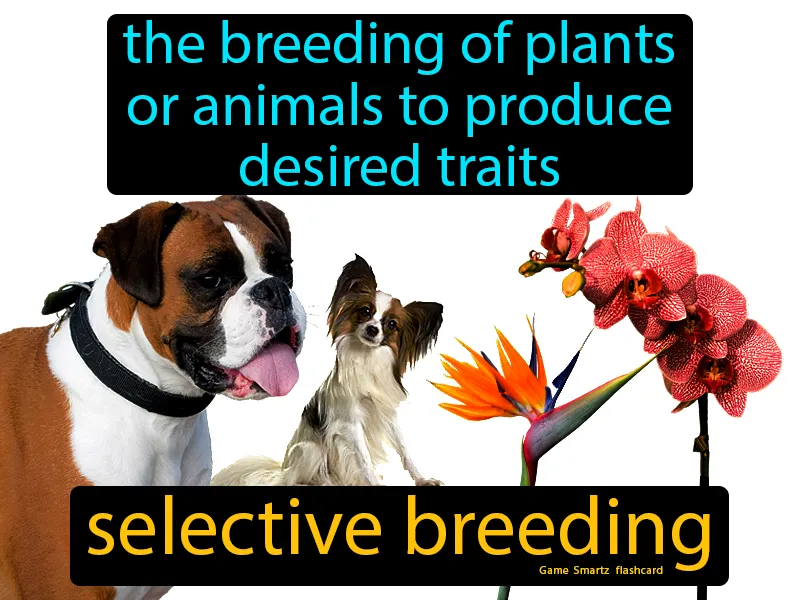 the breeding of plants
or animals to produce
desired traits
selective breeding
Game Smartz flashcard